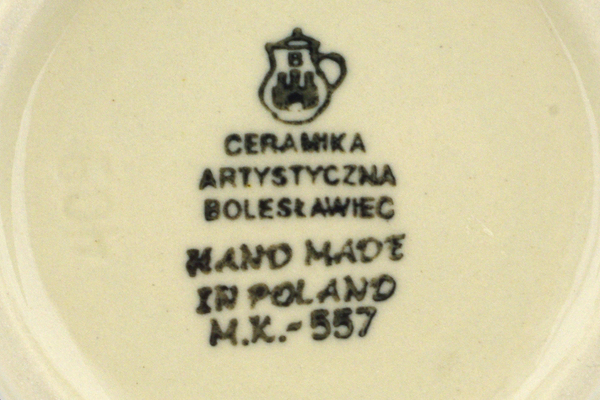 B
CERAMIKA
ARTYSTYCZNA
BOLESŁAWIEC
HAND MADE
IN POLAND
M.K.-557